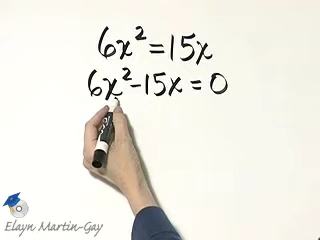 6x² = 15x
6x² - 15x = 0
Elayn Martin-Gay